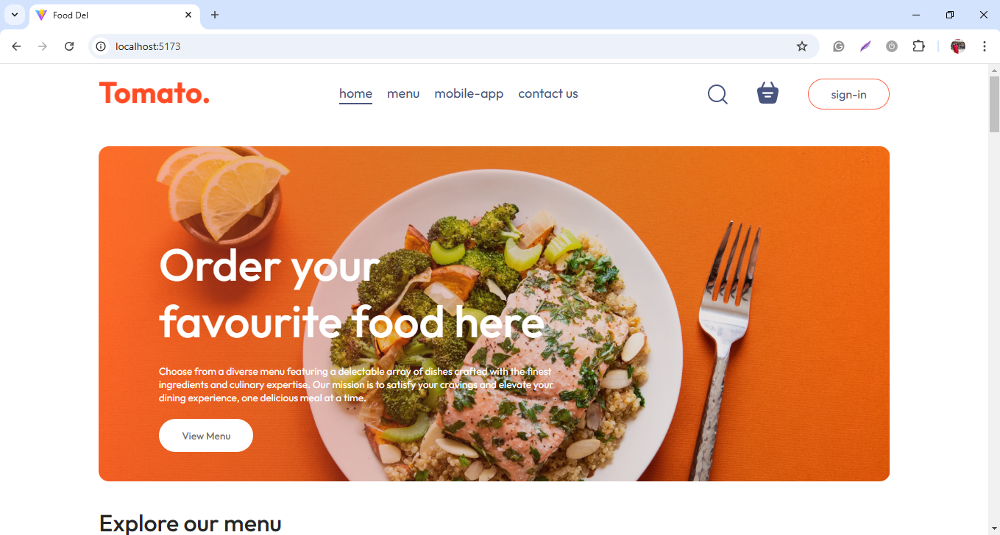 Food Del
localhost:5173
Tomato.
home menu mobile-app contact us
sign-in
Order your
favourite food here
Choose from a diverse menu featuring a delectable array of dishes crafted with the finest
ingredients and culinary expertise. Our mission is to satisfy your cravings and elevate your
dining experience, one delicious meal at a time.
View Menu
Explore our menu